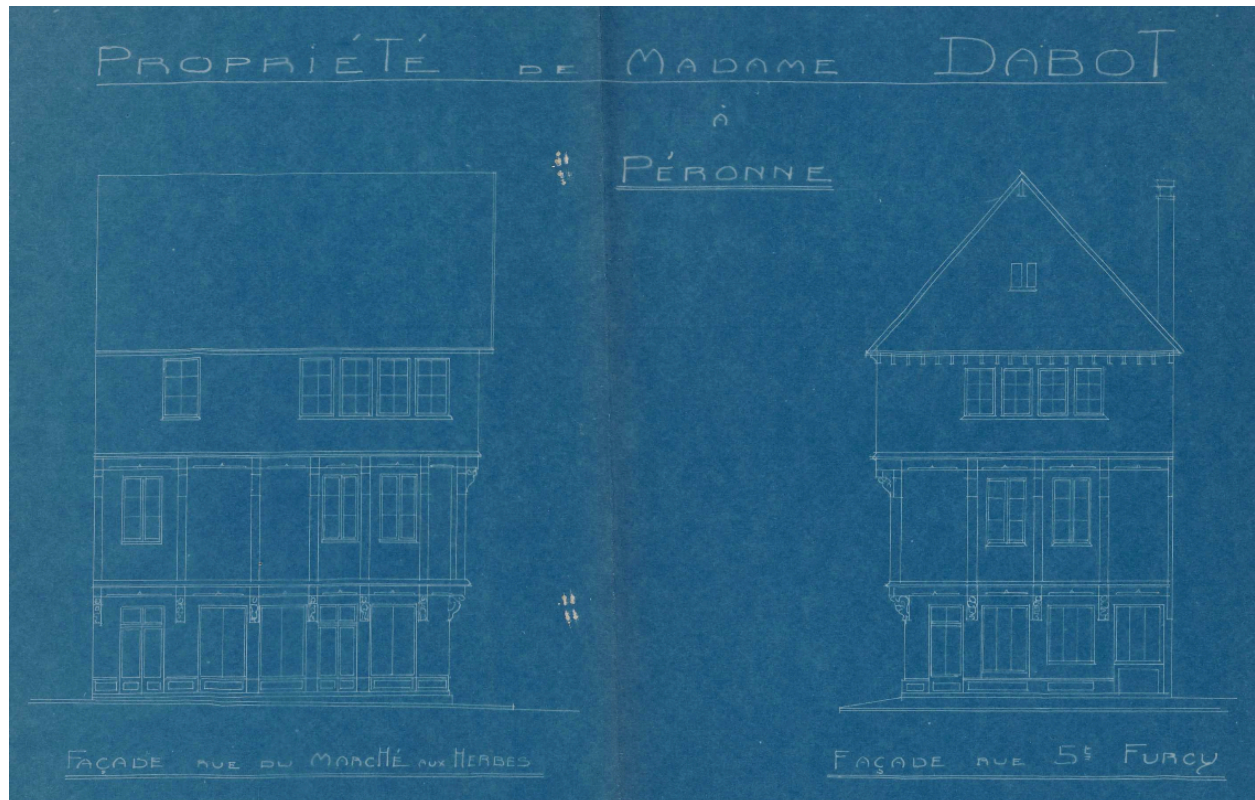 PROPRIÉTÉ DE MADAME DABOT
À
PÉRONNE
FAÇADE RUE DU MARCHÉ AUX HERBES
FAÇADE RUE St FURCY